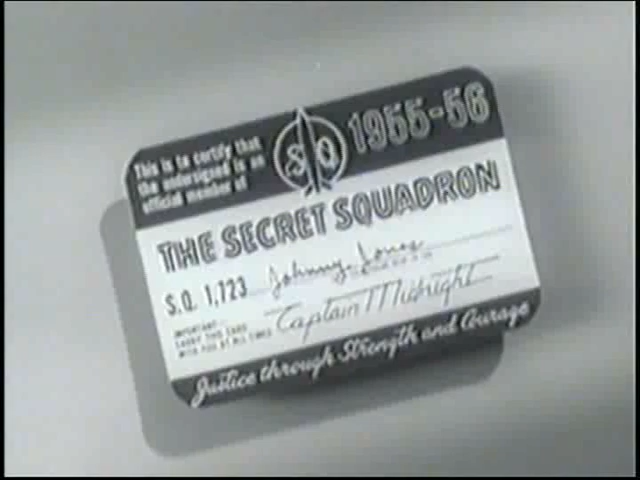 This is to certify that
the undersigned is an
official member of
SQ
1955-56
THE SECRET SQUADRON
S.Q. 1,723 Johnny Jones
IMPORTANT:
CARRY THIS CARD
WITH YOU AT ALL TIMES
Captain Midnight
Justice through Strength and Courage